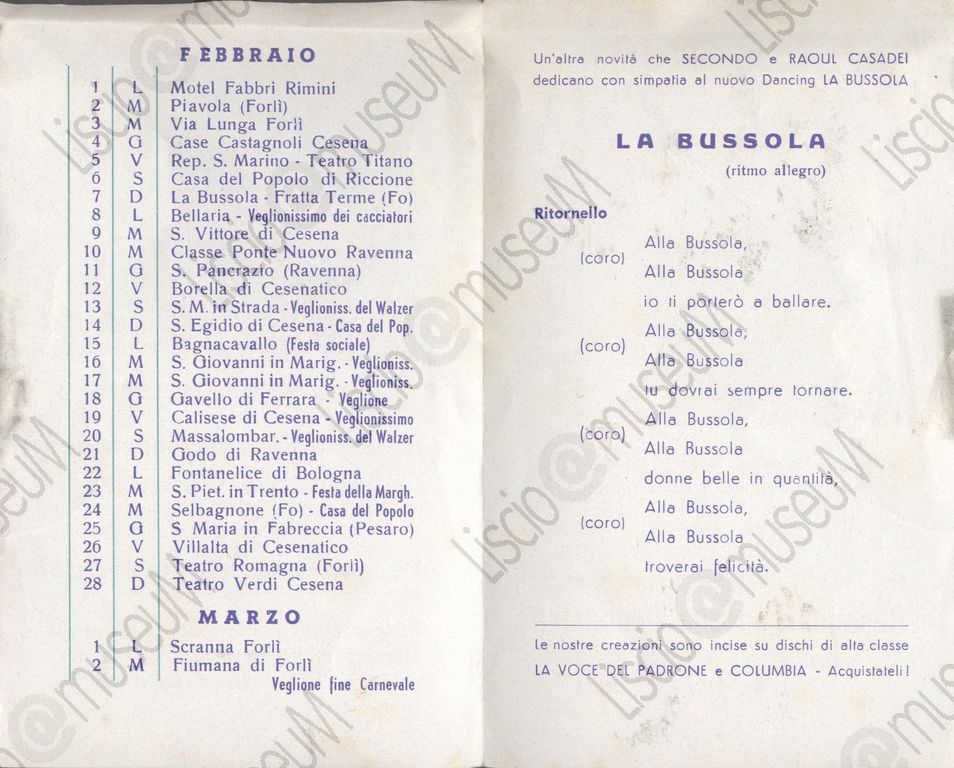 FEBBRAIO
1 L Motel Fabbri Rimini
2 M Piavola (Forlì)
3 M Via Lunga Forlì
4 G Case Castagnoli Cesena
5 V Rep. S. Marino - Teatro Titano
6 S Casa del Popolo di Riccione
7 D La Bussola - Fratta Terme (Fo)
8 L Bellaria - Veglionissimo dei cacciatori
9 M S. Vittore di Cesena
10 M Classe Ponte Nuovo Ravenna
11 G S. Pancrazio (Ravenna)
12 V Borella di Cesenatico
13 S S. M. in Strada - Veglioniss. del Walzer
14 D S. Egidio di Cesena - Casa del Pop.
15 L Bagnacavallo (Festa sociale)
16 M S. Giovanni in Marig. - Veglioniss.
17 M S. Giovanni in Marig. - Veglioniss.
18 G Gavello di Ferrara - Veglione
19 V Calisese di Cesena - Veglionissimo
20 S Massalombar. - Veglioniss. del Walzer
21 D Godo di Ravenna
22 L Fontanelice di Bologna
23 M S. Piet. in Trento - Festa della Margh.
24 M Selbagnone (Fo) - Casa del Popolo
25 G S Maria in Fabreccia (Pesaro)
26 V Villalta di Cesenatico
27 S Teatro Romagna (Forlì)
28 D Teatro Verdi Cesena
MARZO
1 L Scranna Forlì
2 M Fiumana di Forlì
Veglione fine Carnevale
Un'altra novità che SECONDO e RAOUL CASADEI
dedicano con simpatia al nuovo Dancing LA BUSSOLA
LA BUSSOLA
(ritmo allegro)
Ritornello
Alla Bussola,
(coro)
Alla Bussola
io ti porterò a ballare.
Alla Bussola,
(coro)
Alla Bussola
tu dovrai sempre tornare.
Alla Bussola,
(coro)
Alla Bussola
donne belle in quantità,
Alla Bussola,
(coro)
Alla Bussola
troverai felicità.
Le nostre creazioni sono incise su dischi di alta classe
LA VOCE DEL PADRONE e COLUMBIA - Acquistateli!
Liscio@museuM
Liscio@museuM
Liscio@museuM
Liscio@museuM
Liscio@museuM